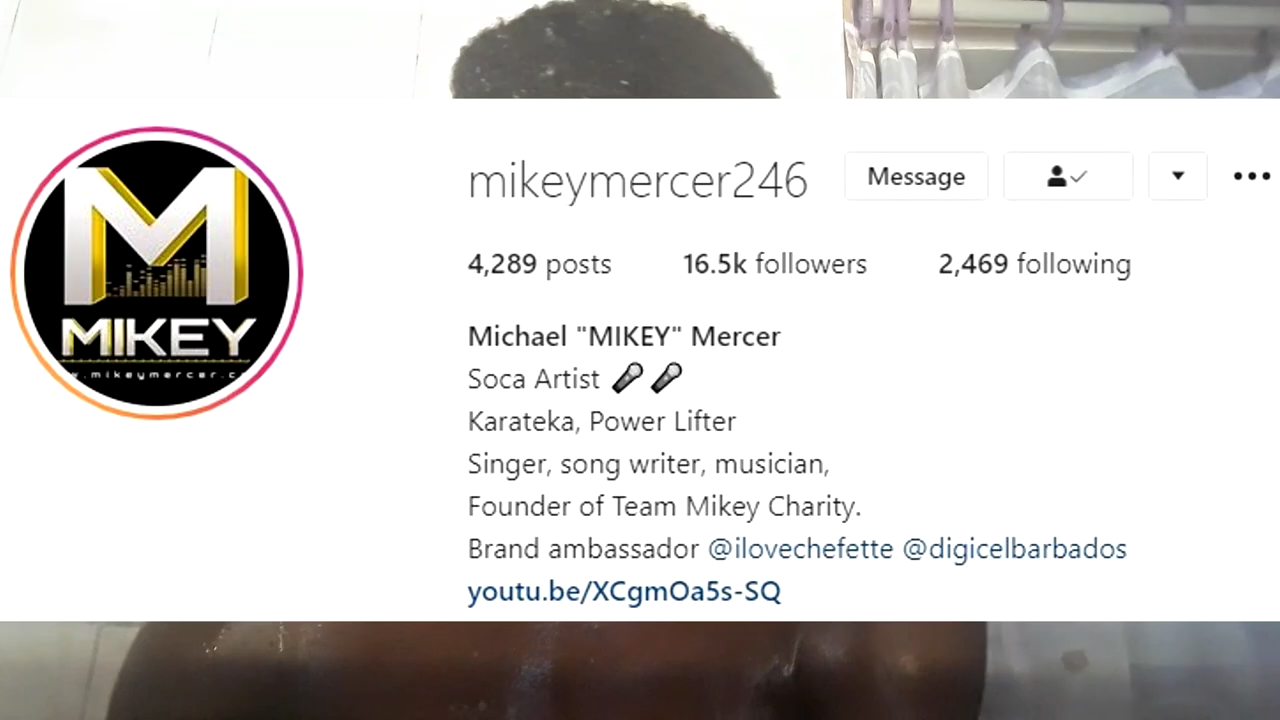 mikeymercer246 Message
4,289 posts 16.5k followers 2,469 following
M
MIKEY
.mikeymercer.c
Michael "MIKEY" Mercer
Soca Artist 🎤🎤
Karateka, Power Lifter
Singer, song writer, musician,
Founder of Team Mikey Charity.
Brand ambassador @ilovechefette @digicelbarbados
youtu.be/XCgmOa5s-SQ